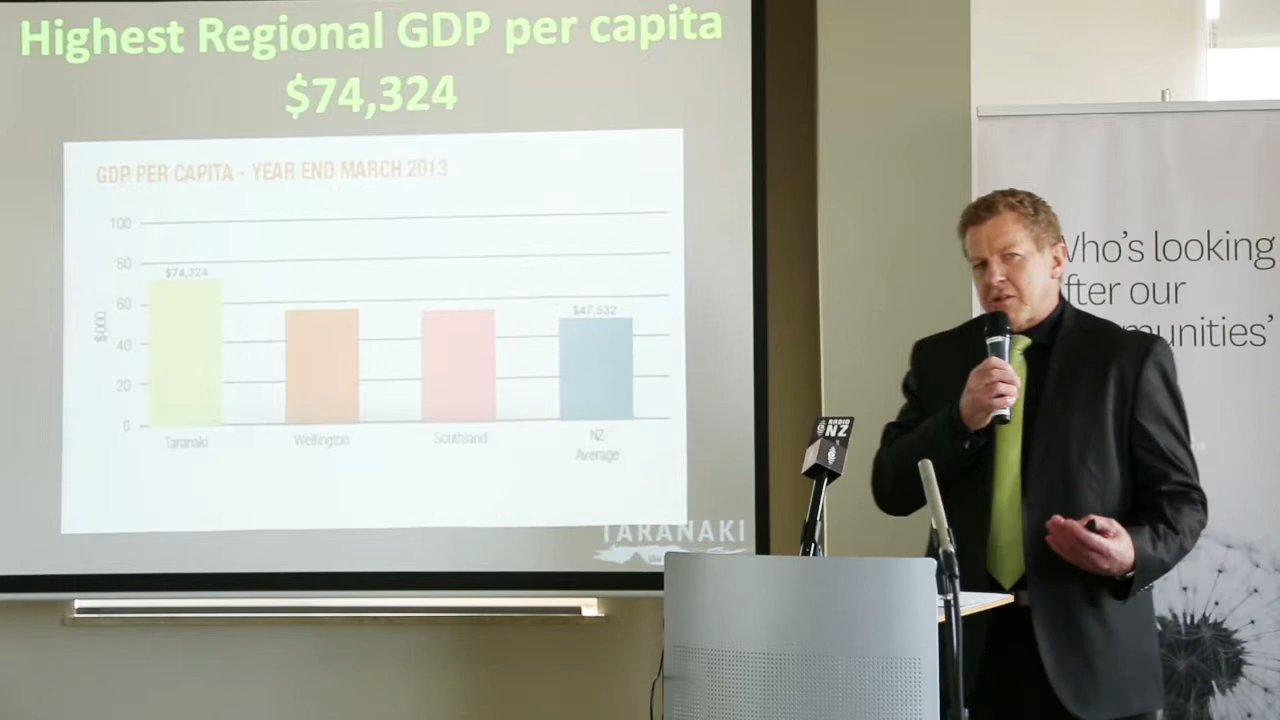 Highest Regional GDP per capita
$74,324
GDP PER CAPITA - YEAR END MARCH 2013
100
80
60
40
20
0
$000
$74,324
$47,532
Taranaki
Wellington
Southland
NZ
Average
TARANAKI
RADIO
NZ
Who's looking
fter our
munities'